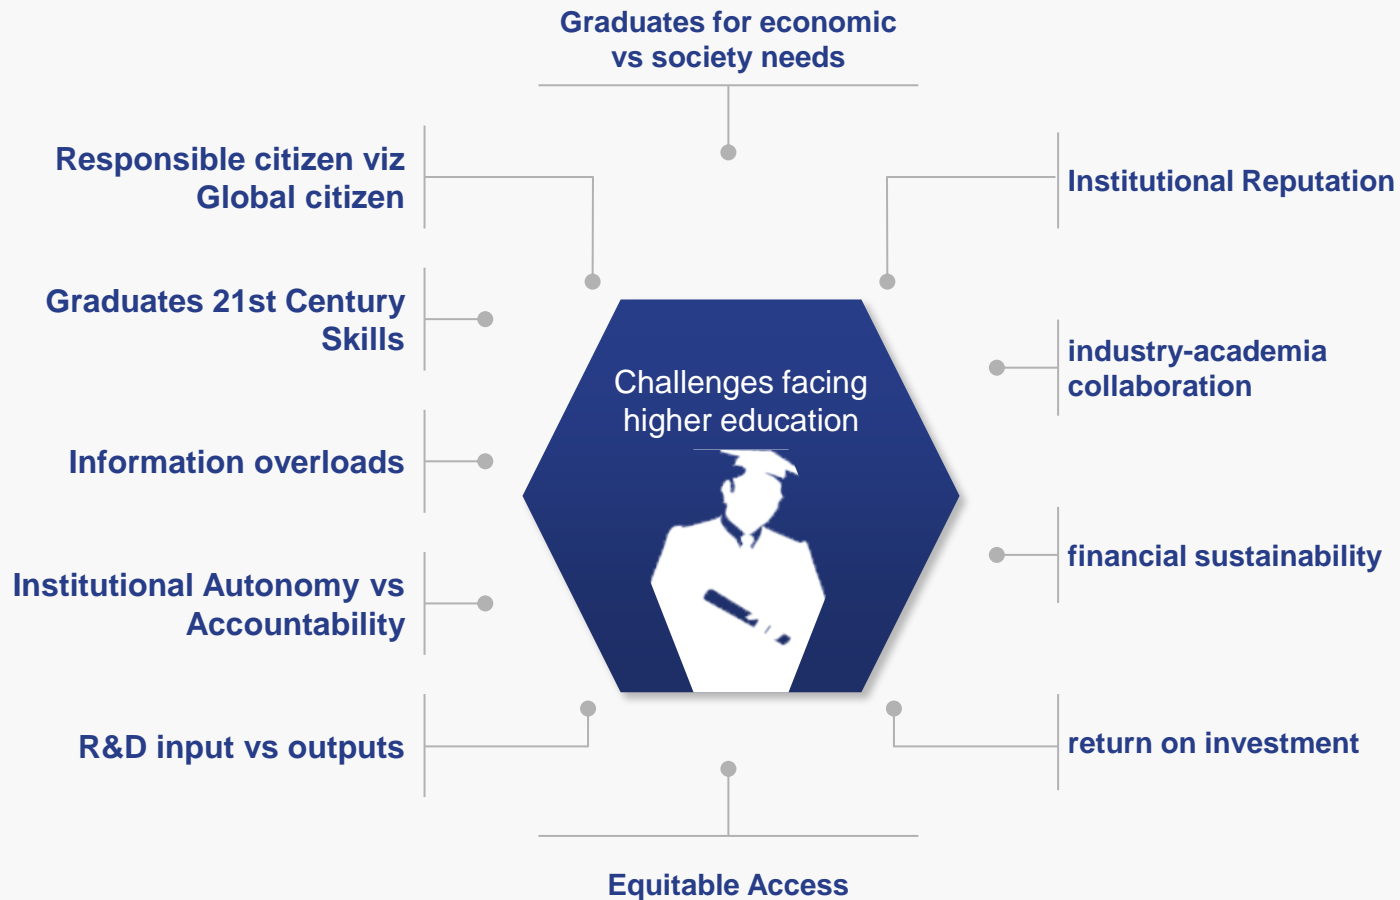 Graduates for economic
vs society needs
Responsible citizen viz
Global citizen
Graduates 21st Century
Skills
Information overloads
Institutional Autonomy vs
Accountability
R&D input vs outputs
Challenges facing
higher education
Institutional Reputation
industry-academia
collaboration
financial sustainability
return on investment
Equitable Access